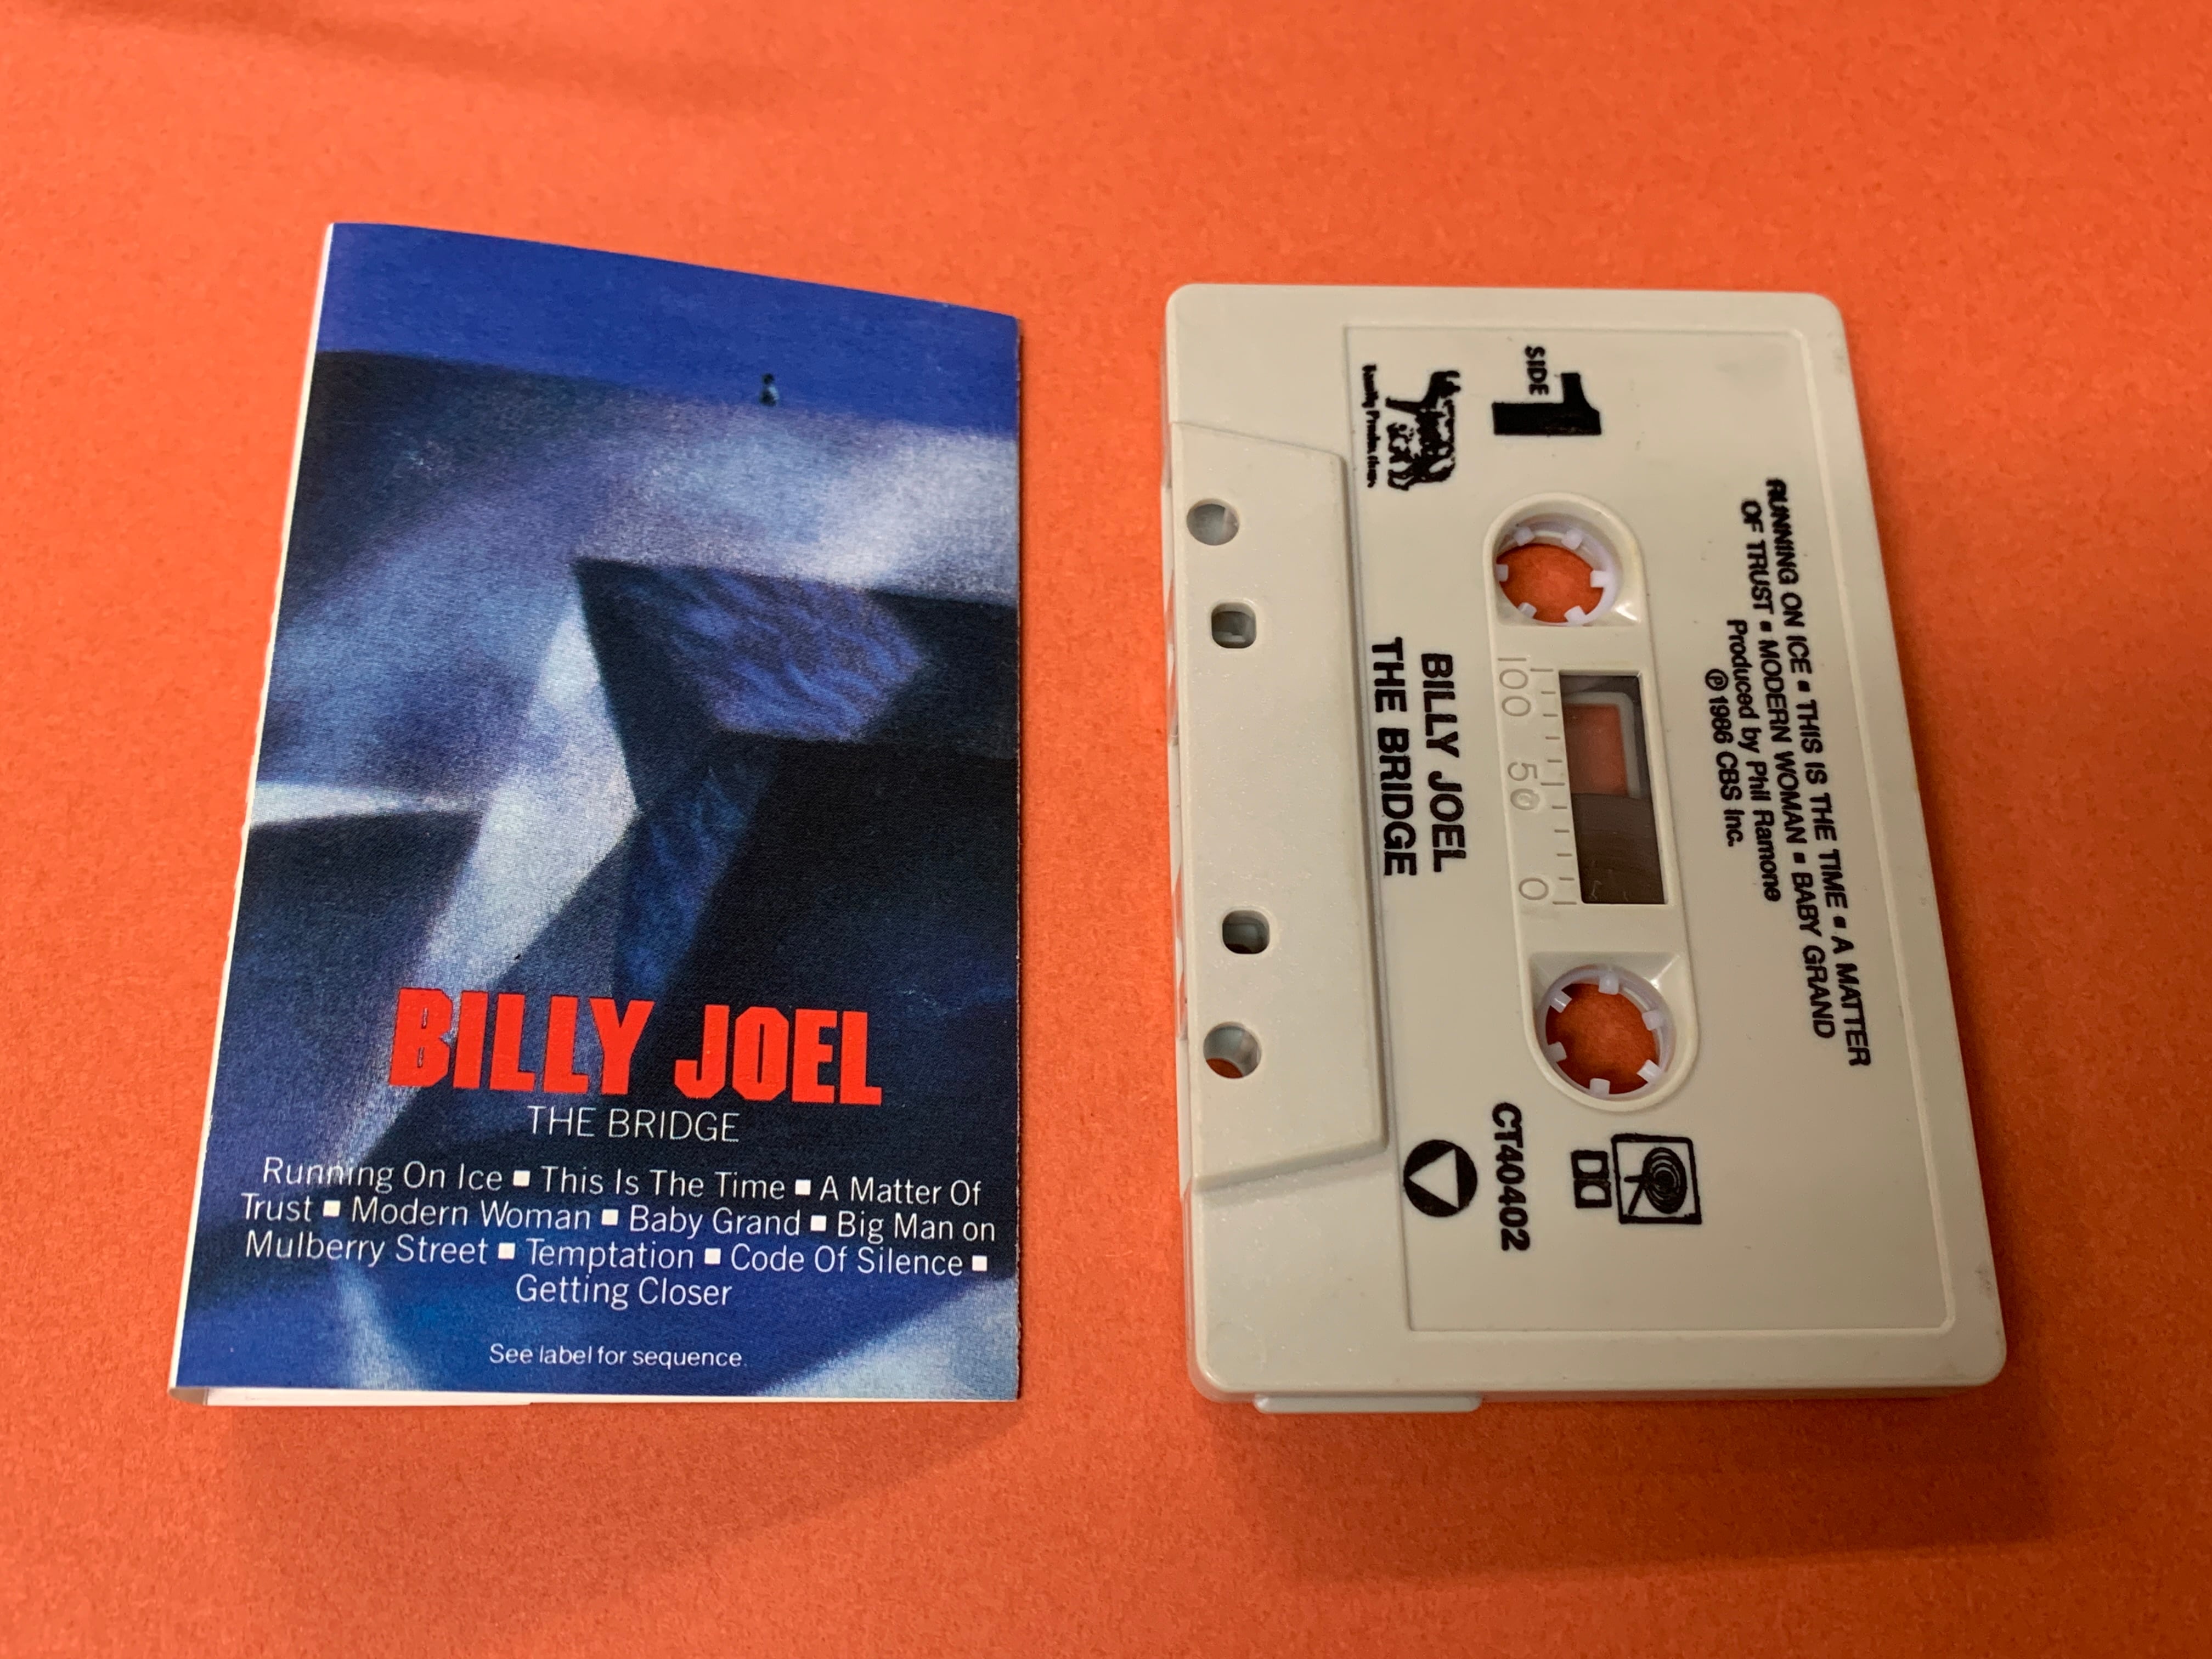 BILLY JOEL
THE BRIDGE
Running On Ice ▪ This Is The Time ▪ A Matter Of
Trust ▪ Modern Woman ▪ Baby Grand ▪ Big Man on
Mulberry Street ▪ Temptation ▪ Code Of Silence ▪
Getting Closer
See label for sequence.
RUNNING ON ICE ▪ THIS IS THE TIME ▪ A MATTER
OF TRUST ▪ MODERN WOMAN ▪ BABY GRAND
Produced by Phil Ramone
℗ 1986 CBS Inc.
SIDE
1
100 50 0
CT40402
BILLY JOEL
THE BRIDGE